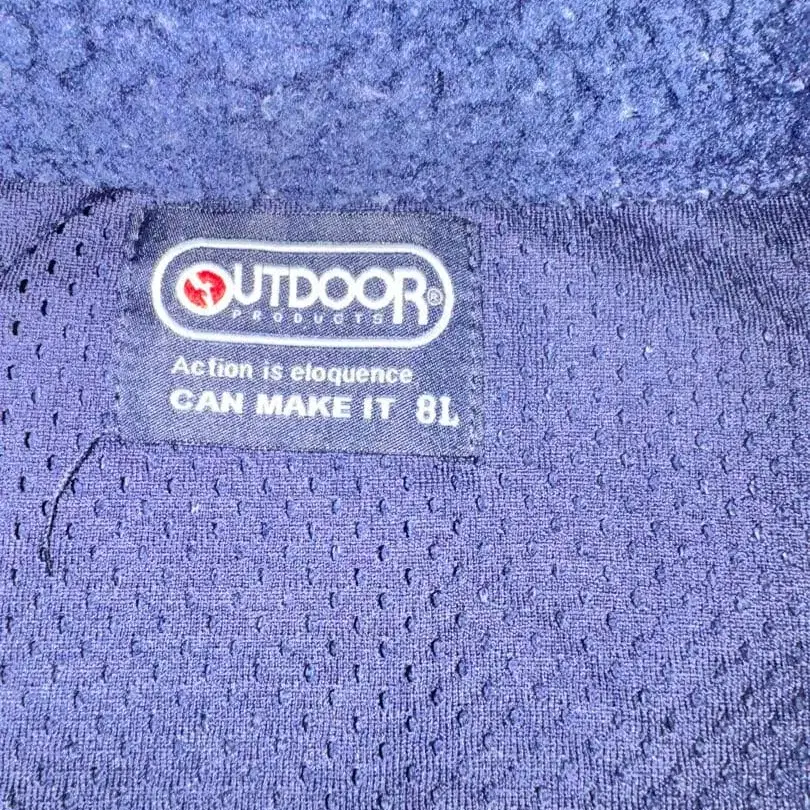 OUTDOOR®
PRODUCTS
Action is eloquence
CAN MAKE IT 8L